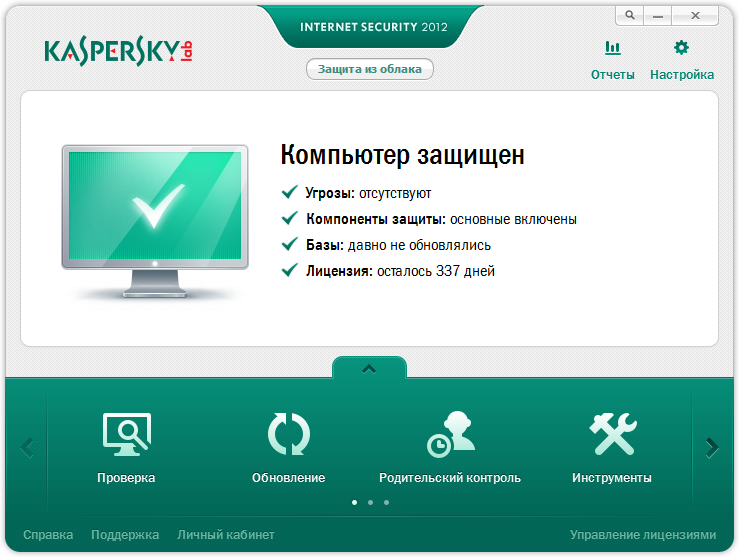 INTERNET SECURITY 2012
KASPERSKY lab
Защита из облака
Отчеты
Настройка
Компьютер защищен
Угрозы: отсутствуют
Компоненты защиты: основные включены
Базы: давно не обновлялись
Лицензия: осталось 337 дней
Проверка
Обновление
Родительский контроль
Инструменты
Справка
Поддержка
Личный кабинет
Управление лицензиями